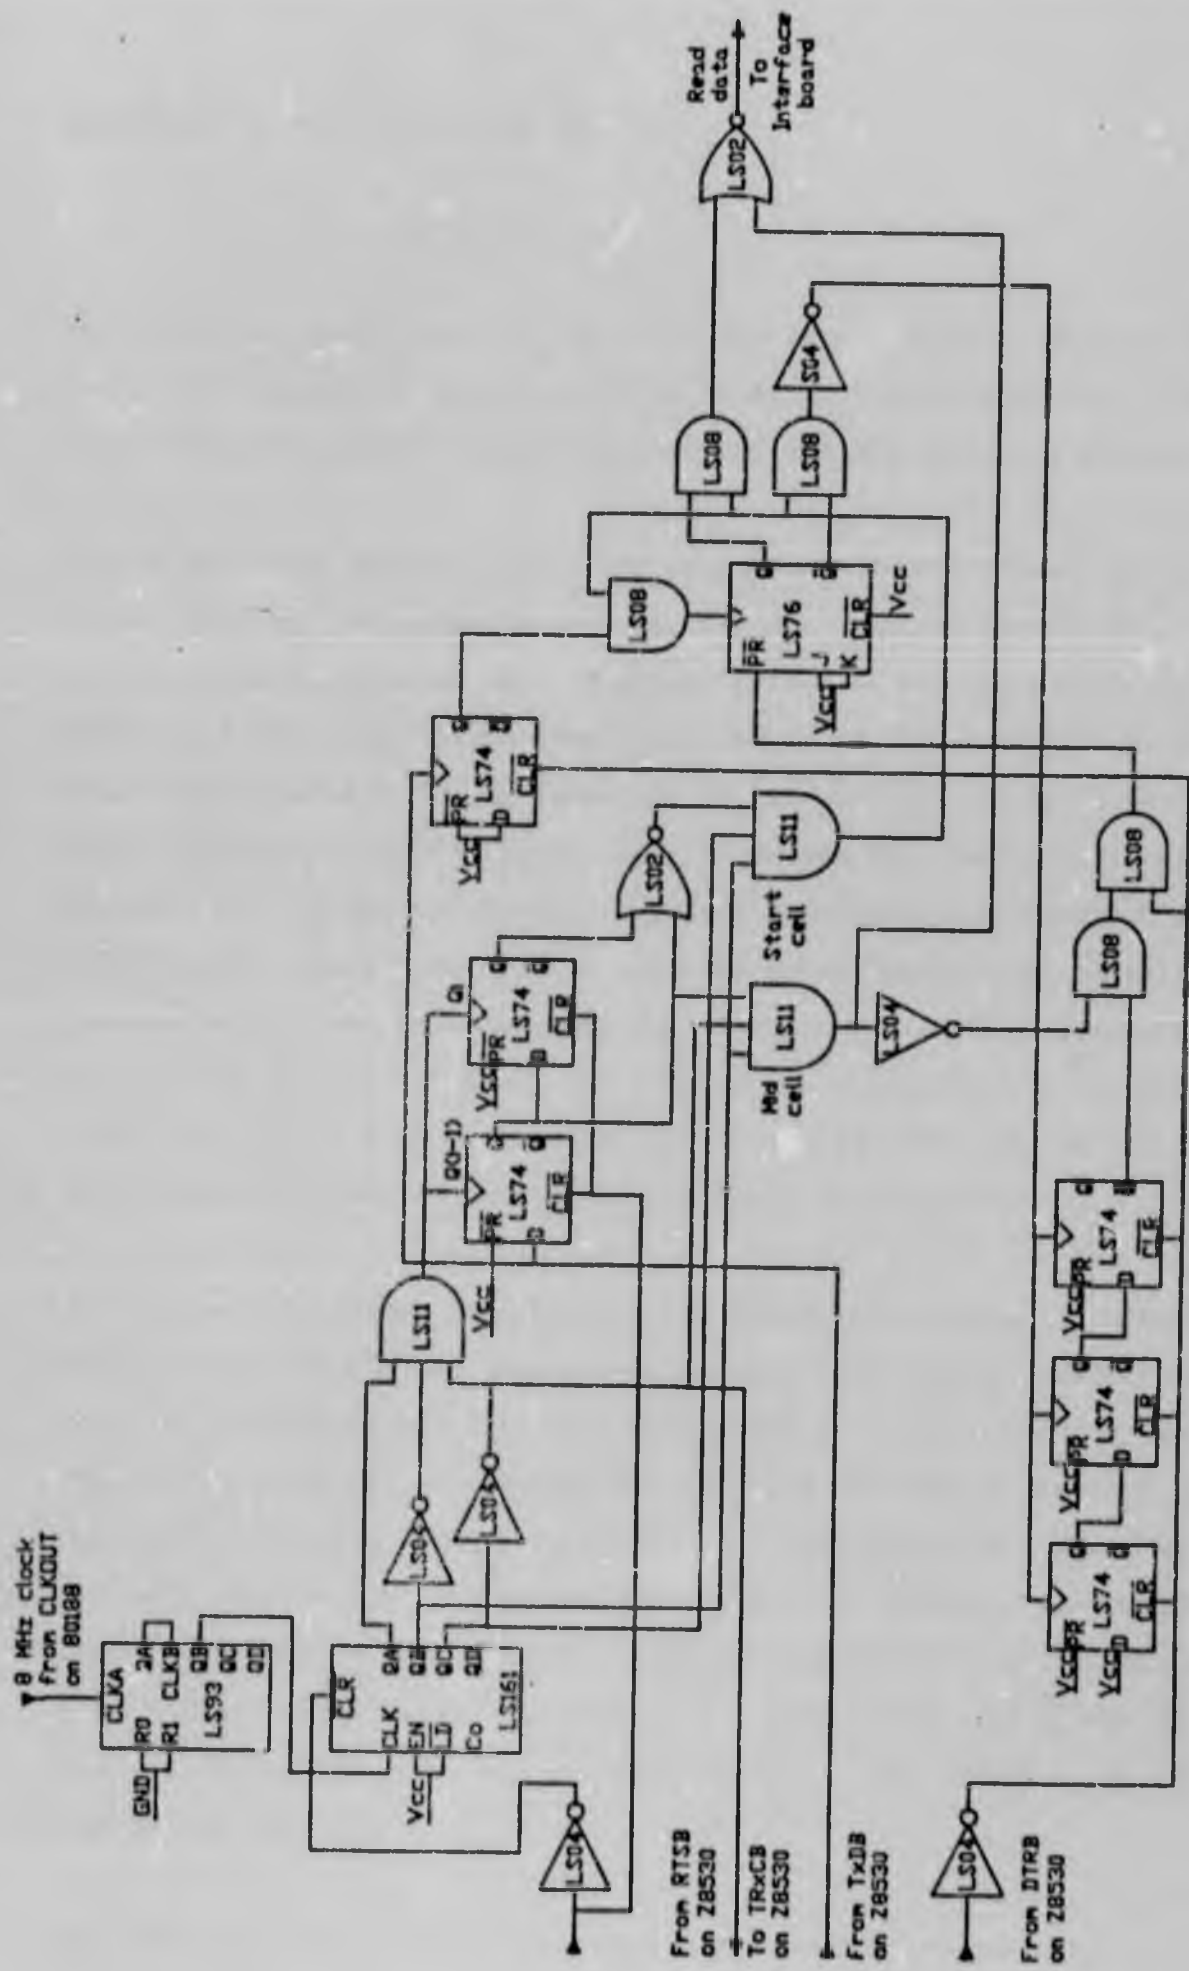 8 MHz clock
from CLKOUT
on 80188
CLKA
R0
R1
QA
CLKB
QB
QC
QD
LS93
GND
CLR
CLK
EN
LD
Co
QA
QB
QC
QD
LS161
Vcc
LS04
LS04
LS04
LS11
Q(i-1)
PR
LS74
D
Q
Q
CLR
Vcc
Qi
PR
LS74
D
Q
Q
CLR
Vcc
PR
LS74
D
Q
Q
CLR
Vcc
LS02
Mid
cell
LS11
Start
cell
LS11
LS04
LS08
PR
LS76
J
K
Q
Q
CLR
Vcc
Vcc
LS08
LS08
S04
LS02
Read
data
To
Interface
board
From RTSB
on Z8530
To TRxCB
on Z8530
From TxDB
on Z8530
LS04
From DTRB
on Z8530
Vcc
PR
Vcc
D
LS74
Q
Q
CLR
Vcc
PR
D
LS74
Q
Q
CLR
Vcc
PR
D
LS74
Q
CLR
LS08
LS08